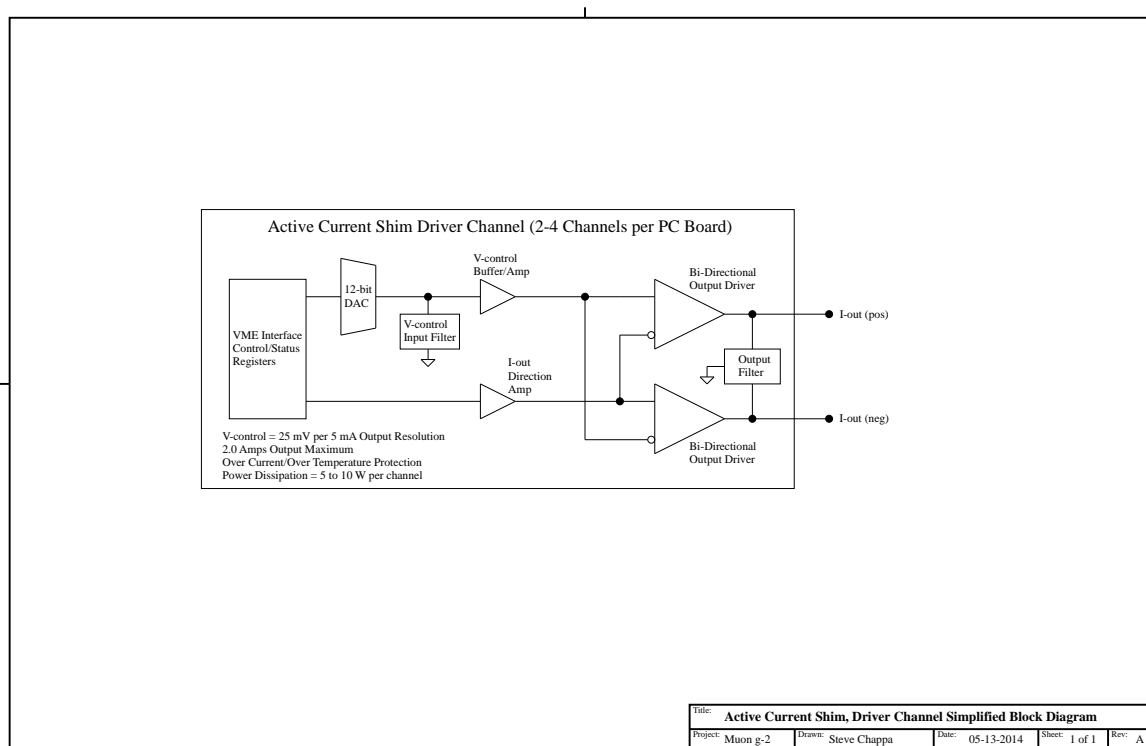 Active Current Shim Driver Channel (2-4 Channels per PC Board)
V-control
Buffer/Amp
12-bit
DAC
Bi-Directional
Output Driver
V-control
Input Filter
VME Interface
Control/Status
Registers
I-out (pos)
I-out
Direction
Amp
Output
Filter
I-out (neg)
Bi-Directional
Output Driver
V-control = 25 mV per 5 mA Output Resolution
2.0 Amps Output Maximum
Over Current/Over Temperature Protection
Power Dissipation = 5 to 10 W per channel
Title: Active Current Shim, Driver Channel Simplified Block Diagram
Project: Muon g-2 Drawn: Steve Chappa Date: 05-13-2014 Sheet: 1 of 1 Rev: A